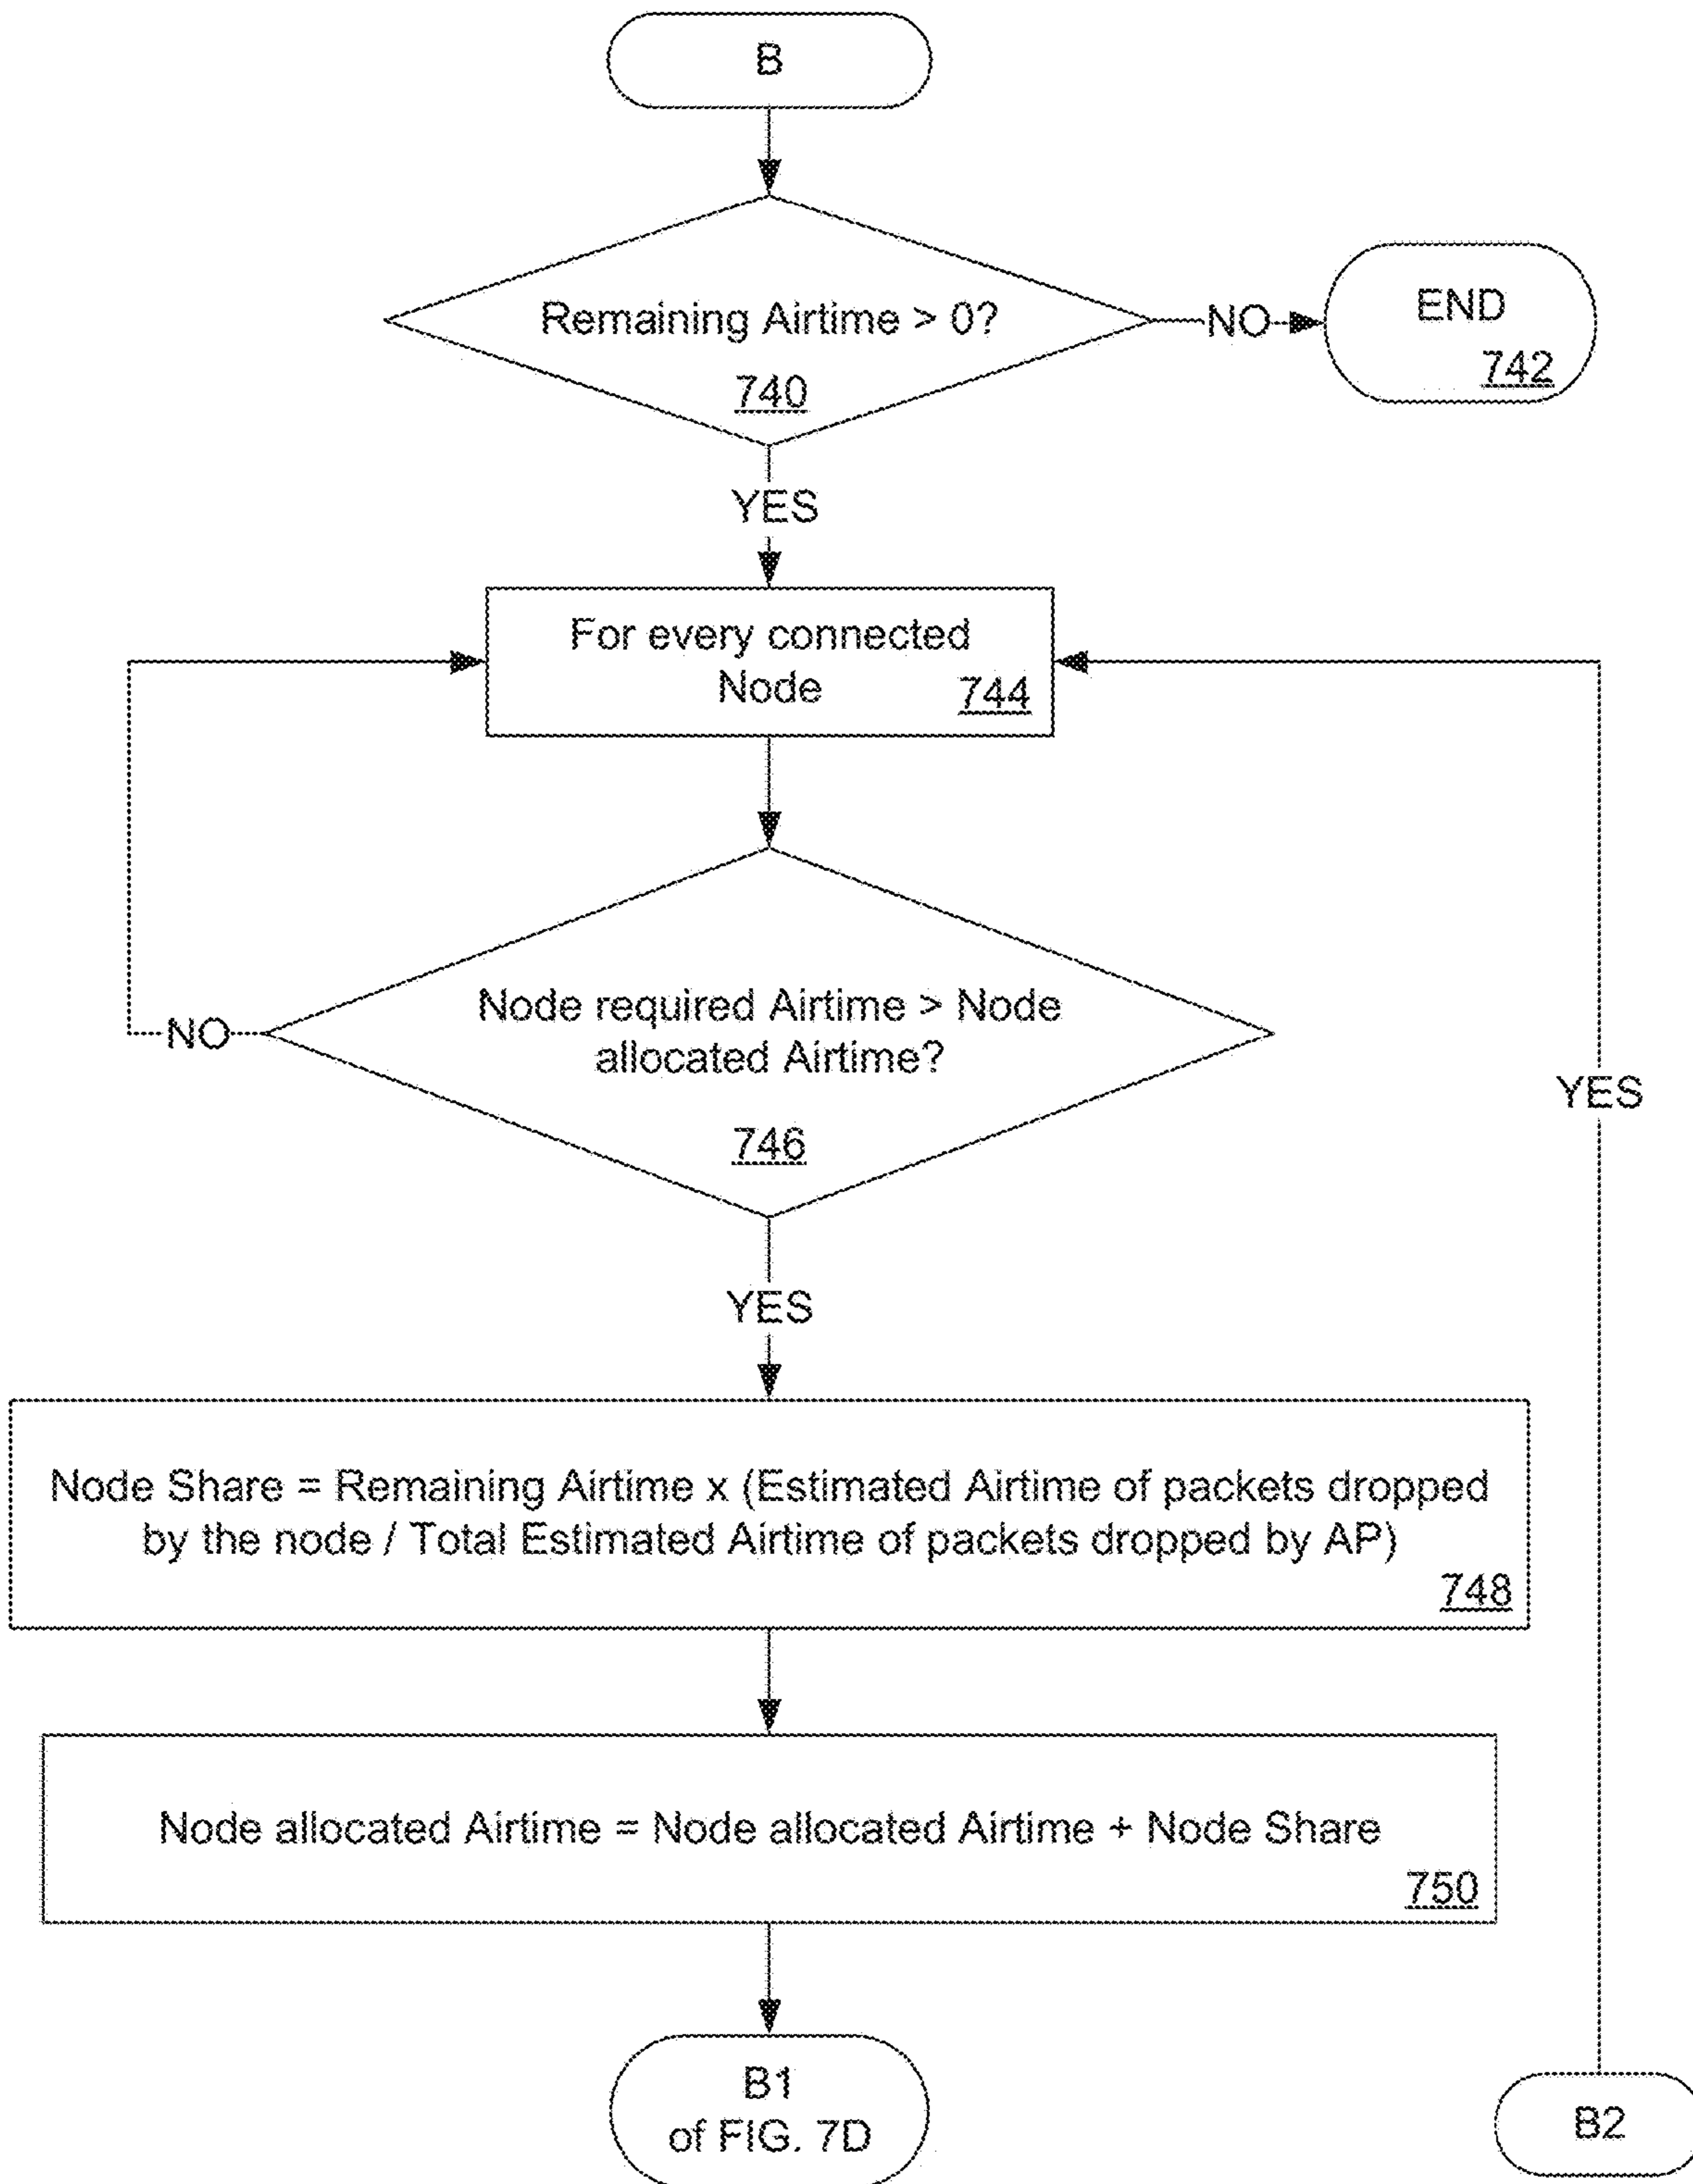 B
Remaining Airtime > 0?
740
NO
END
742
YES
For every connected
Node
744
Node required Airtime > Node
allocated Airtime?
746
NO
YES
YES
Node Share = Remaining Airtime x (Estimated Airtime of packets dropped
by the node / Total Estimated Airtime of packets dropped by AP)
748
Node allocated Airtime = Node allocated Airtime + Node Share
750
B1
of FIG. 7D
B2